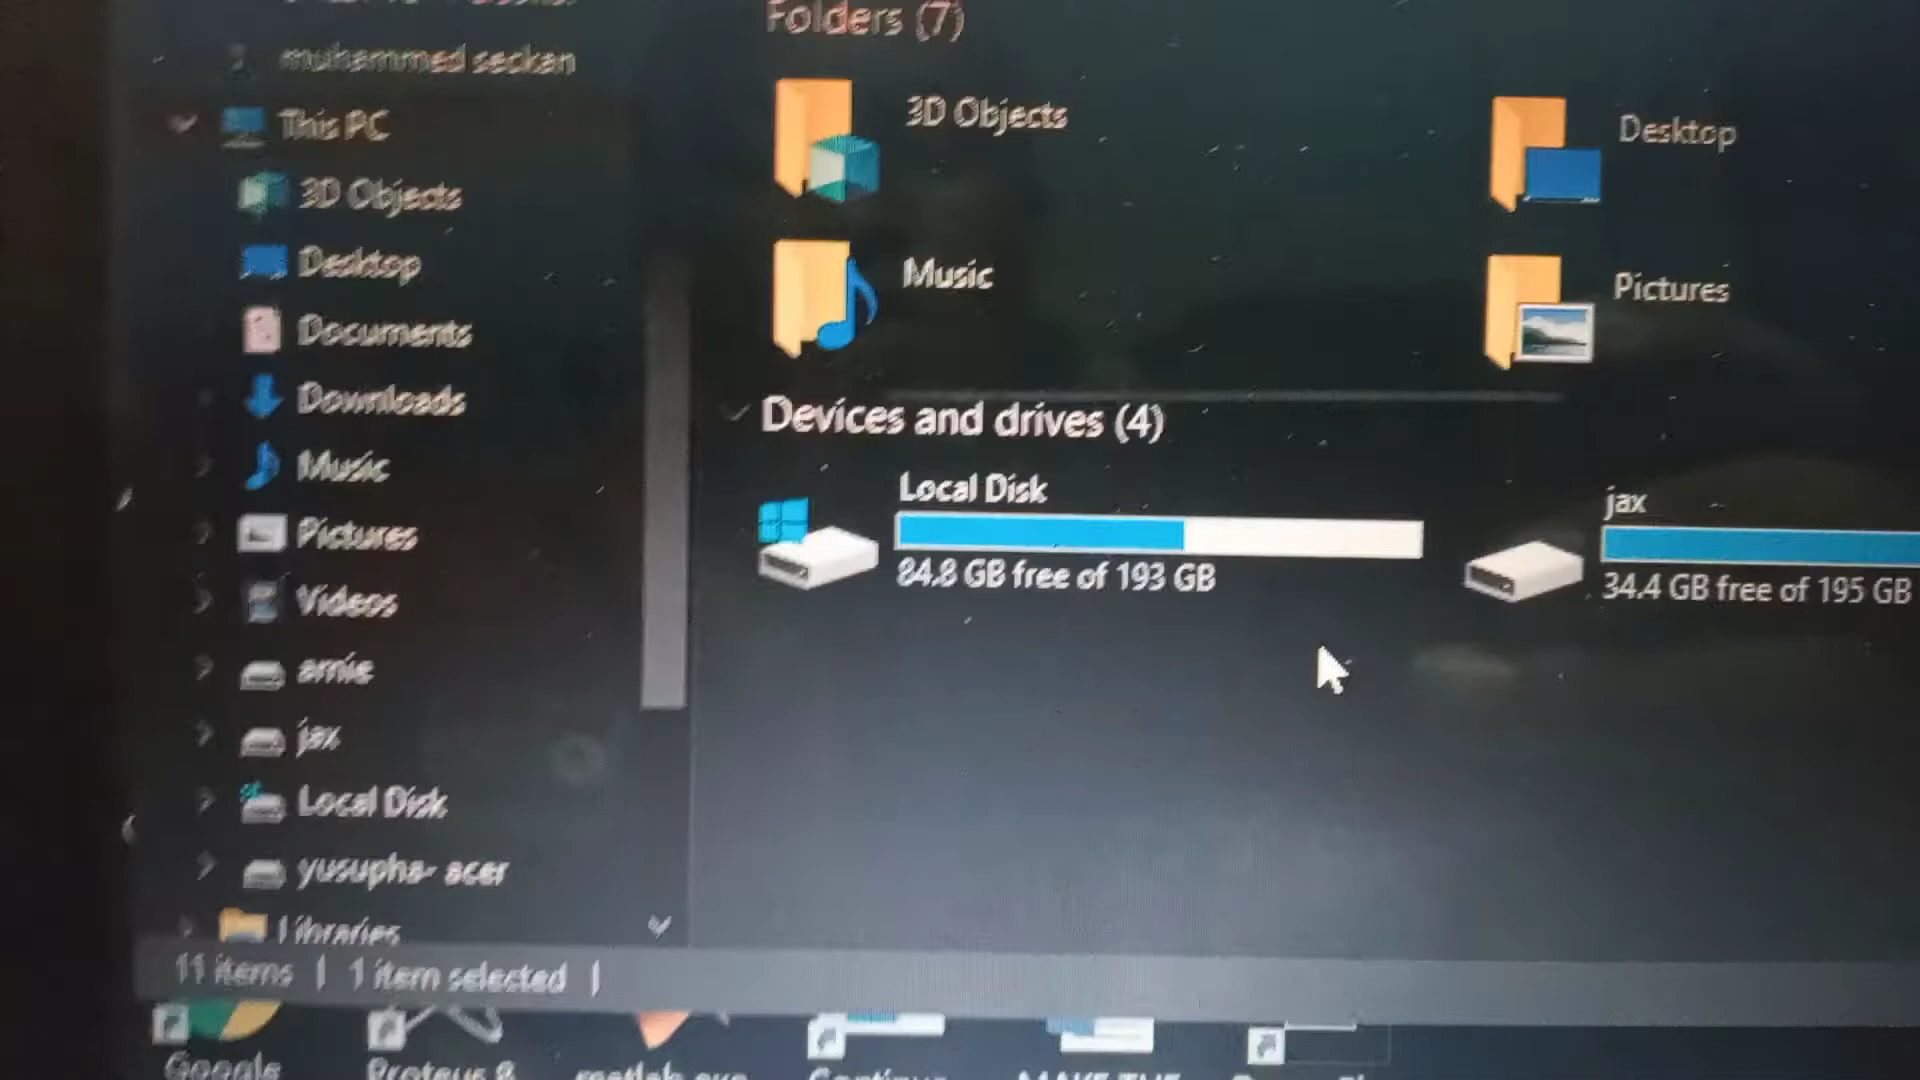 Folders (7)
muhammed seckan
This PC
3D Objects
Desktop
Documents
Downloads
Music
Pictures
Videos
amie
jax
Local Disk
yusupha- acer
Libraries
3D Objects
Desktop
Music
Pictures
Devices and drives (4)
Local Disk
84.8 GB free of 193 GB
jax
34.4 GB free of 195 GB
11 items | 1 item selected |
Google
Proteus 8